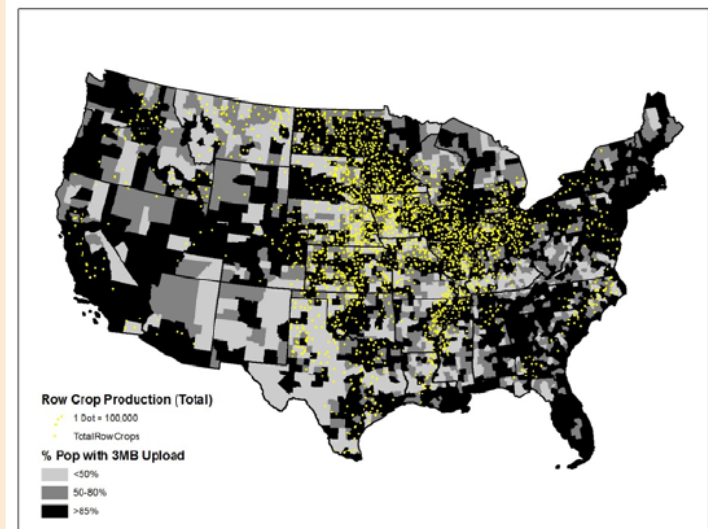 Row Crop Production (Total)
1 Dot = 100,000
TotalRowCrops
% Pop with 3MB Upload
<50%
50-80%
>85%